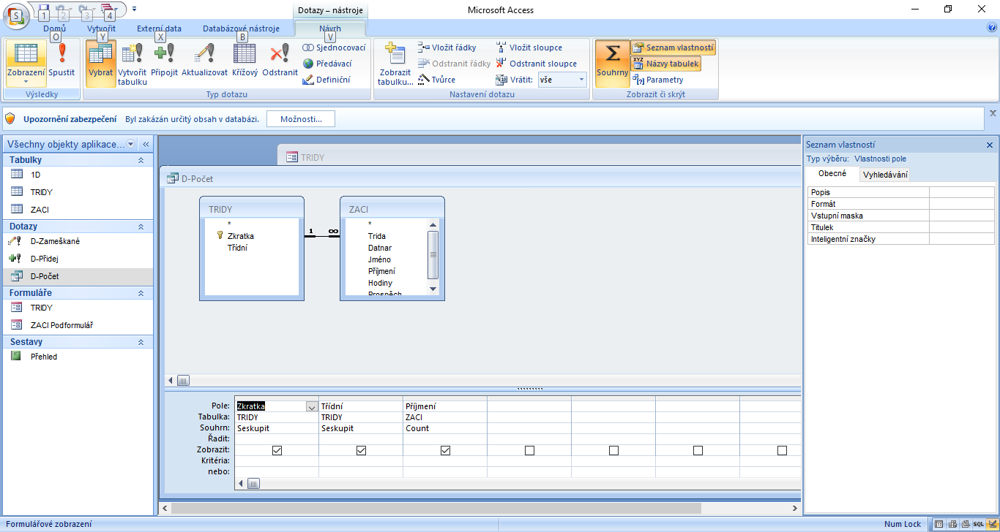 S
1
2
3
4
Dotazy – nástroje
Microsoft Access
Domů
Vytvořit
Externí data
Databázové nástroje
Návrh
O
Y
X
B
V
Zobrazení
Spustit
Výsledky
Vybrat
Vytvořit tabulku
Připojit
Aktualizovat
Křížový
Odstranit
Sjednocovací
Předávací
Definiční
Typ dotazu
Zobrazit tabulku...
Vložit řádky
Odstranit řádky
Tvůrce
Vložit sloupce
Odstranit sloupce
Vrátit:
vše
Nastavení dotazu
Souhrny
Seznam vlastností
Názvy tabulek
Parametry
Zobrazit či skrýt
Upozornění zabezpečení
Byl zakázán určitý obsah v databázi.
Možnosti...
Všechny objekty aplikace...
Tabulky
1D
TRIDY
ZACI
Dotazy
D-Zameškané
D-Přidej
D-Počet
Formuláře
TRIDY
ZACI Podformulář
Sestavy
Přehled
TRIDY
D-Počet
TRIDY
*
Zkratka
Třídní
1
∞
ZACI
*
Trida
Datnar
Jméno
Příjmení
Hodiny
Prospěch
Pole: Zkratka Třídní Příjmení
Tabulka: TRIDY TRIDY ZACI
Souhrn: Seskupit Seskupit Count
Řadit:
Zobrazit:
Kritéria:
nebo:
Seznam vlastností
Typ výběru: Vlastnosti pole
Obecné
Vyhledávání
Popis
Formát
Vstupní maska
Titulek
Inteligentní značky
Formulářové zobrazení
Num Lock
SQL